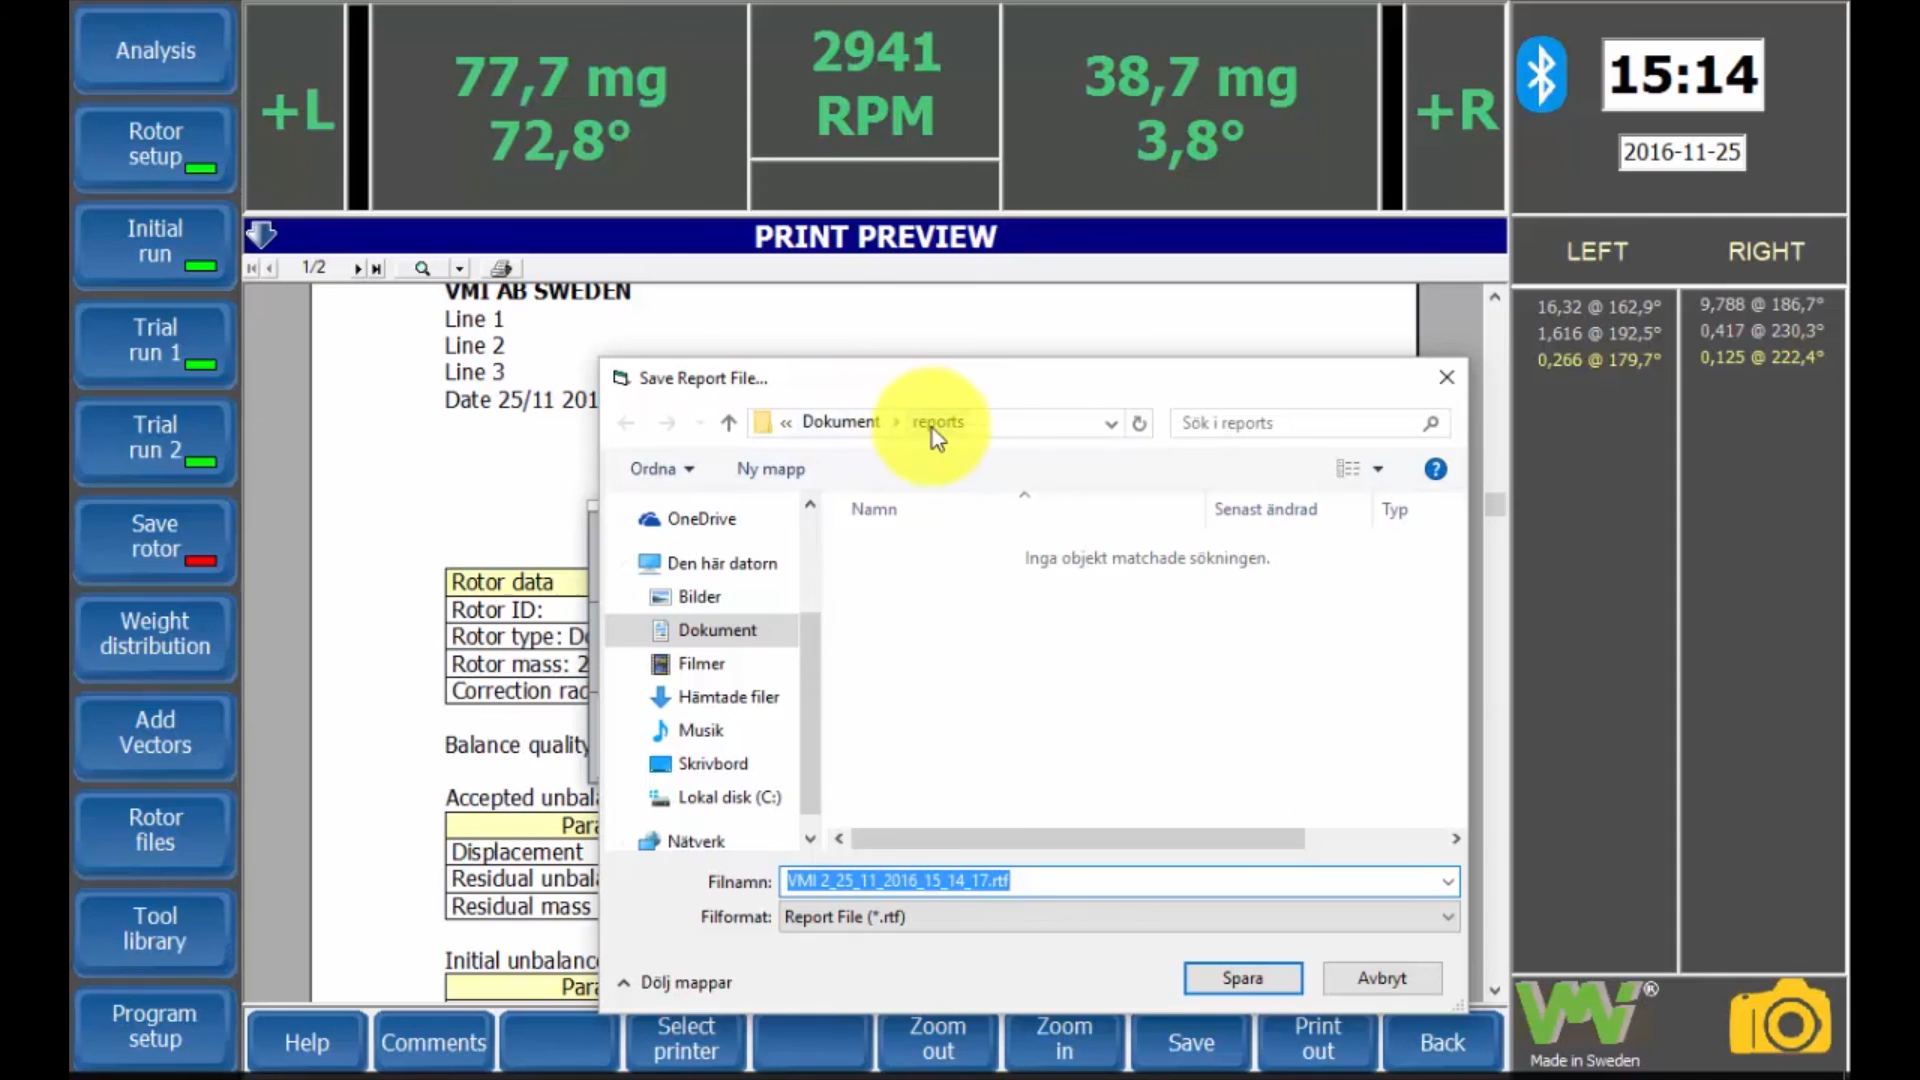 Analysis
Rotor
setup
Initial
run
Trial
run 1
Trial
run 2
Save
rotor
Weight
distribution
Add
Vectors
Rotor
files
Tool
library
Program
setup
+L
77,7 mg
72,8°
2941
RPM
38,7 mg
3,8°
+R
15:14
2016-11-25
PRINT PREVIEW
1/2
LEFT
RIGHT
16,32 @ 162,9°
1,616 @ 192,5°
0,266 @ 179,7°
9,788 @ 186,7°
0,417 @ 230,3°
0,125 @ 222,4°
VMI AB SWEDEN
Line 1
Line 2
Line 3
Date 25/11 201
Rotor data
Rotor ID:
Rotor type: D
Rotor mass: 2
Correction rad
Balance quality
Accepted unbal
Para
Displacement
Residual unbal
Residual mass
Initial unbalanc
Para
Save Report File...
« Dokument › reports
Sök i reports
Ordna
Ny mapp
?
OneDrive
Den här datorn
Bilder
Dokument
Filmer
Hämtade filer
Musik
Skrivbord
Lokal disk (C:)
Nätverk
Namn
Senast ändrad
Typ
Inga objekt matchade sökningen.
Filnamn: VMI 2_25_11_2016_15_14_17.rtf
Filformat: Report File (*.rtf)
Dölj mappar
Spara
Avbryt
Help
Comments
Select
printer
Zoom
out
Zoom
in
Save
Print
out
Back
VMI®
Made in Sweden